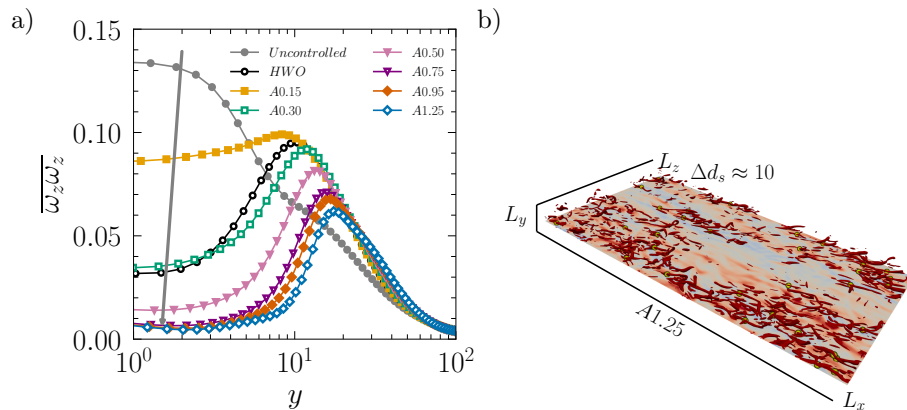 a)
0.15
0.10
0.05
0.00
$\overline{\omega_z \omega_z}$
Uncontrolled
HWO
A0.15
A0.30
A0.50
A0.75
A0.95
A1.25
10^0
10^1
10^2
y
b)
L_z
Δd_s ≈ 10
L_y
A1.25
L_x